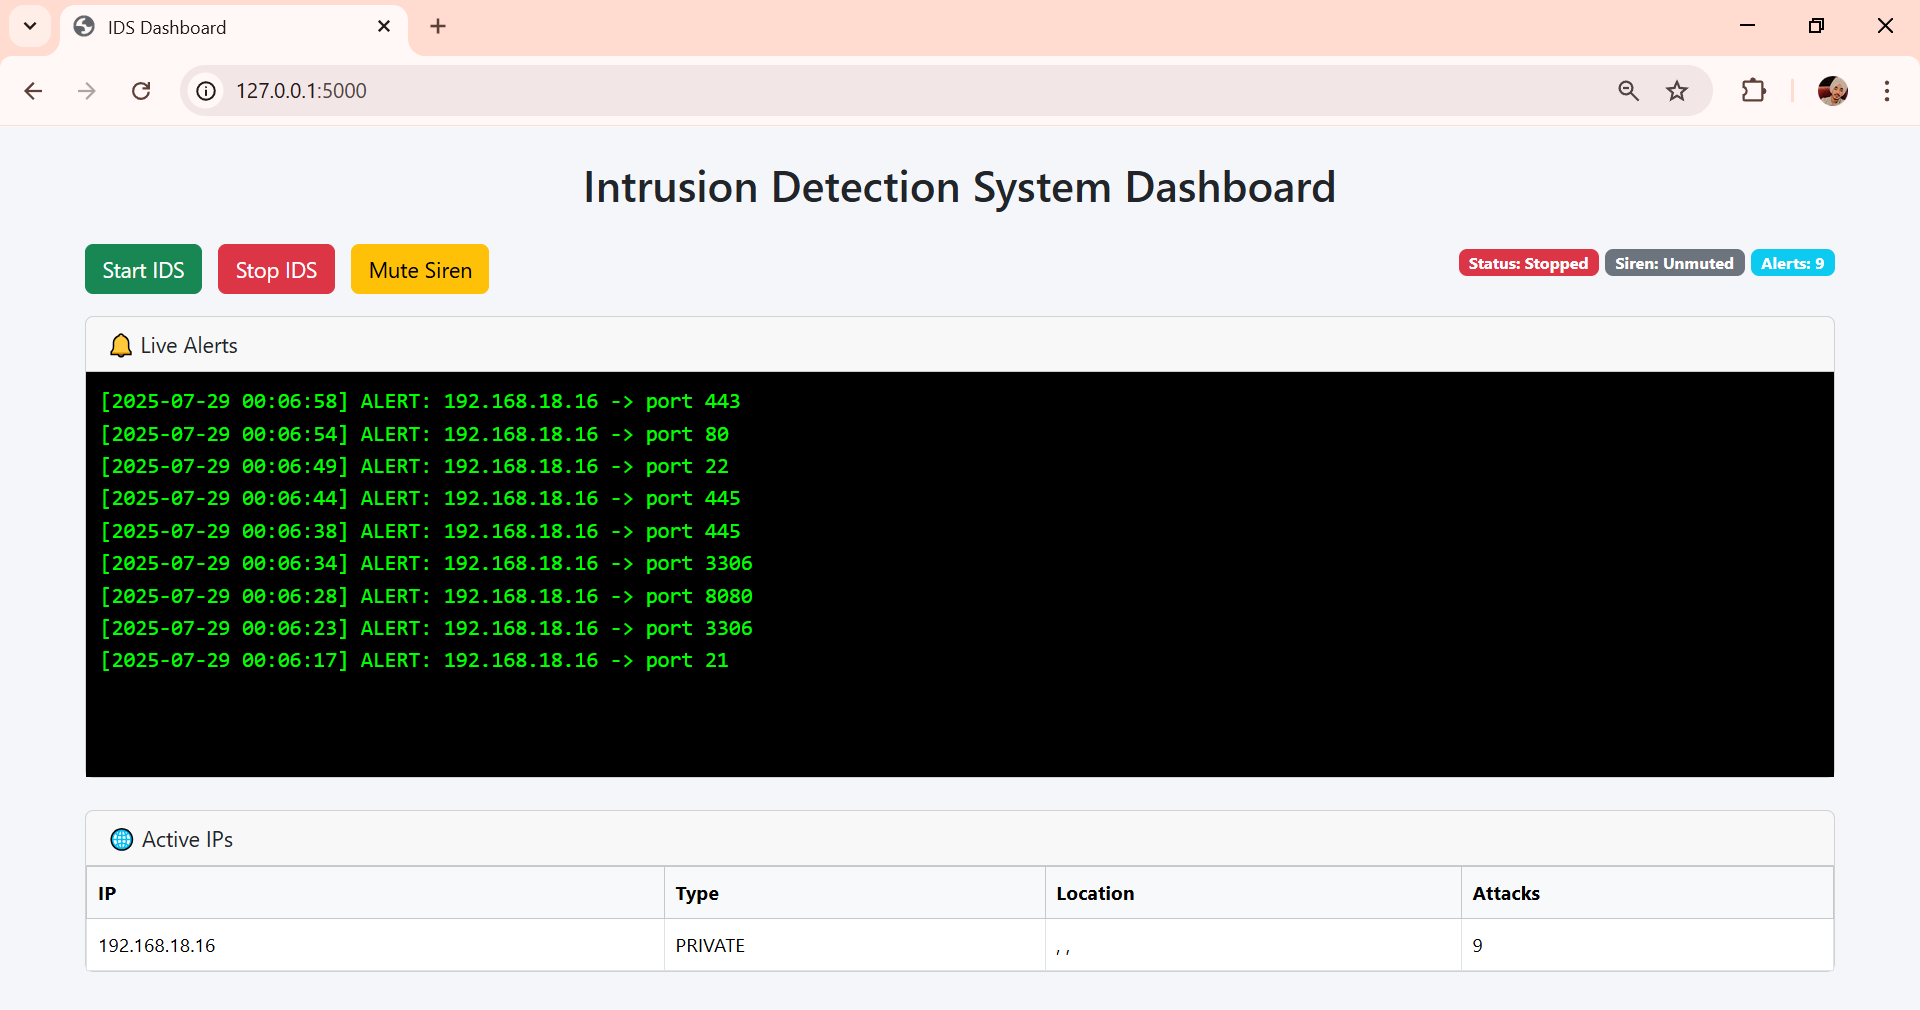 IDS Dashboard
127.0.0.1:5000
Intrusion Detection System Dashboard
Start IDS Stop IDS Mute Siren Status: Stopped Siren: Unmuted Alerts: 9
Live Alerts
[2025-07-29 00:06:58] ALERT: 192.168.18.16 -> port 443
[2025-07-29 00:06:54] ALERT: 192.168.18.16 -> port 80
[2025-07-29 00:06:49] ALERT: 192.168.18.16 -> port 22
[2025-07-29 00:06:44] ALERT: 192.168.18.16 -> port 445
[2025-07-29 00:06:38] ALERT: 192.168.18.16 -> port 445
[2025-07-29 00:06:34] ALERT: 192.168.18.16 -> port 3306
[2025-07-29 00:06:28] ALERT: 192.168.18.16 -> port 8080
[2025-07-29 00:06:23] ALERT: 192.168.18.16 -> port 3306
[2025-07-29 00:06:17] ALERT: 192.168.18.16 -> port 21
Active IPs
IP Type Location Attacks
192.168.18.16 PRIVATE , , 9